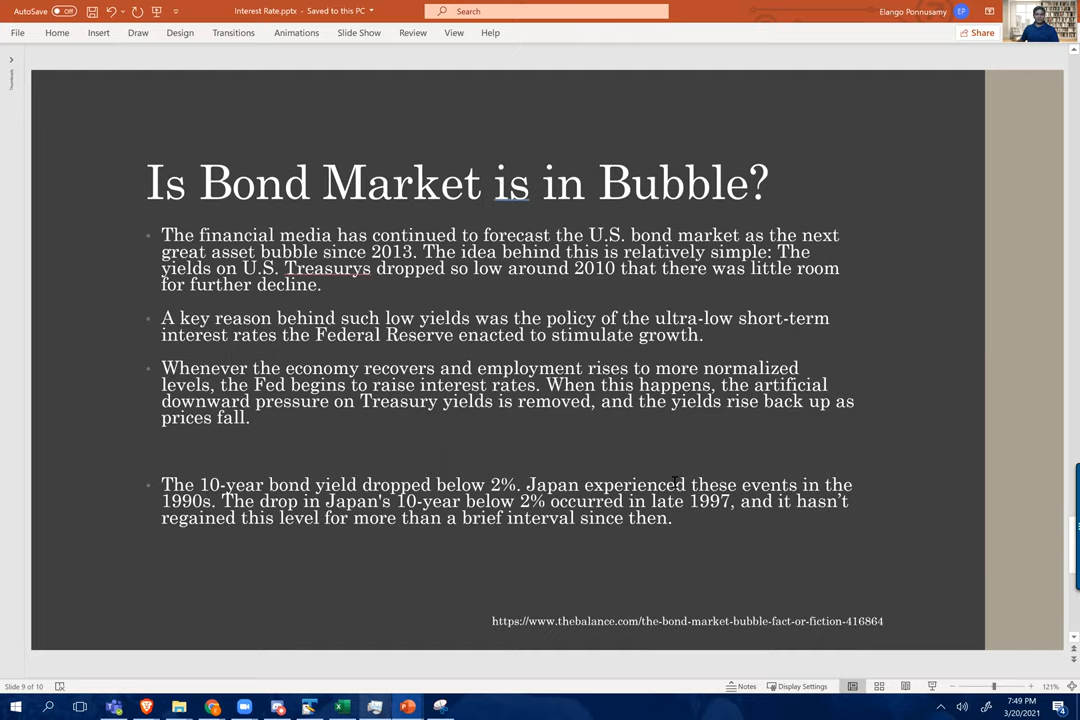 AutoSave Off
Interest Rate.pptx - Saved to this PC
Search
Elango Ponnusamy
EP
File Home Insert Draw Design Transitions Animations Slide Show Review View Help
Share
Thumbnails
Is Bond Market is in Bubble?
The financial media has continued to forecast the U.S. bond market as the next
great asset bubble since 2013. The idea behind this is relatively simple: The
yields on U.S. Treasurys dropped so low around 2010 that there was little room
for further decline.
A key reason behind such low yields was the policy of the ultra-low short-term
interest rates the Federal Reserve enacted to stimulate growth.
Whenever the economy recovers and employment rises to more normalized
levels, the Fed begins to raise interest rates. When this happens, the artificial
downward pressure on Treasury yields is removed, and the yields rise back up as
prices fall.
The 10-year bond yield dropped below 2%. Japan experienced these events in the
1990s. The drop in Japan's 10-year below 2% occurred in late 1997, and it hasn't
regained this level for more than a brief interval since then.
https://www.thebalance.com/the-bond-market-bubble-fact-or-fiction-416864
Slide 9 of 10
Notes
Display Settings
121%
7:49 PM
3/20/2021
4